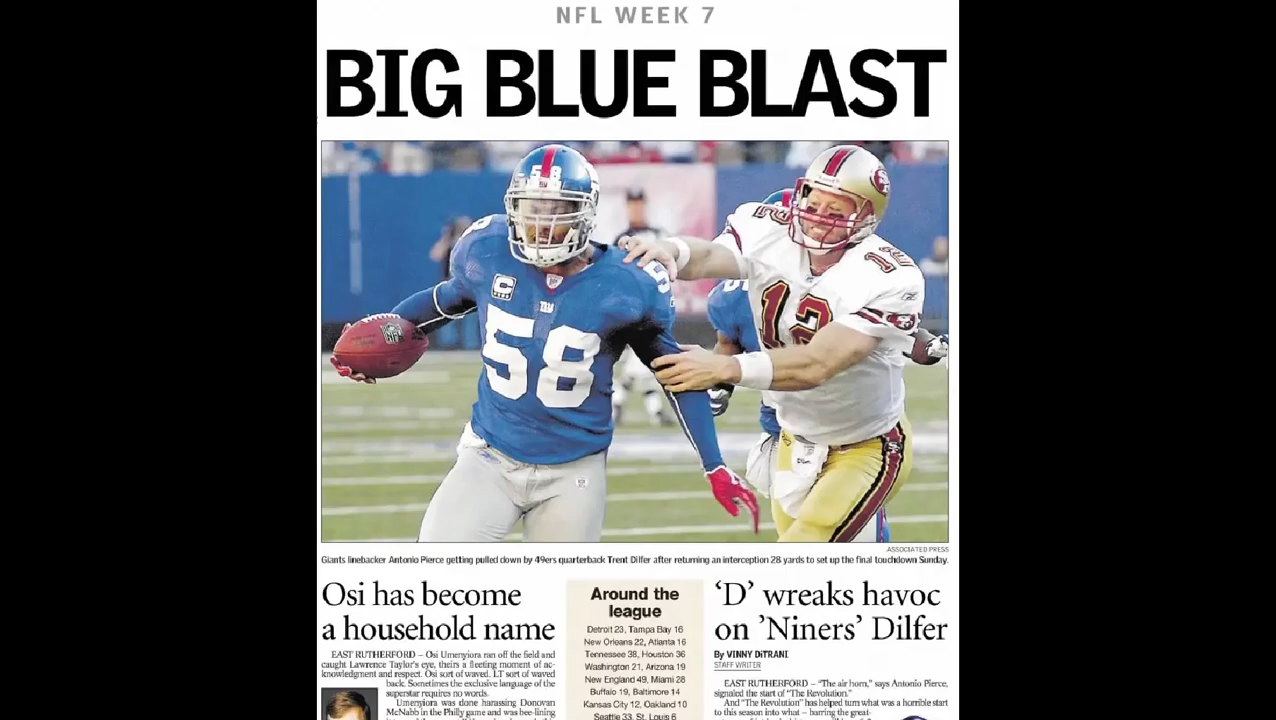 NFL WEEK 7
BIG BLUE BLAST
58
58
C
NFL
58
12
12
12
ASSOCIATED PRESS
Giants linebacker Antonio Pierce getting pulled down by 49ers quarterback Trent Dilfer after returning an interception 28 yards to set up the final touchdown Sunday.
Osi has become
a household name
EAST RUTHERFORD – Osi Umenyiora ran off the field and
caught Lawrence Taylor's eye, theirs a fleeting moment of ac-
knowledgment and respect. Osi sort of waved. LT sort of waved
back. Sometimes the exclusive language of the
superstar requires no words.
Umenyiora was done harassing Donovan
McNabb in the Philly game and was bee-lining
Around the
league
Detroit 23, Tampa Bay 16
New Orleans 22, Atlanta 16
Tennessee 38, Houston 36
Washington 21, Arizona 19
New England 49, Miami 28
Buffalo 19, Baltimore 14
Kansas City 12, Oakland 10
Seattle 33, St. Louis 6
'D' wreaks havoc
on 'Niners' Dilfer
By VINNY DiTRANI
STAFF WRITER
EAST RUTHERFORD – "The air horn," says Antonio Pierce,
signaled the start of "The Revolution."
And "The Revolution" has helped turn what was a horrible start
to this season into what – barring the great-